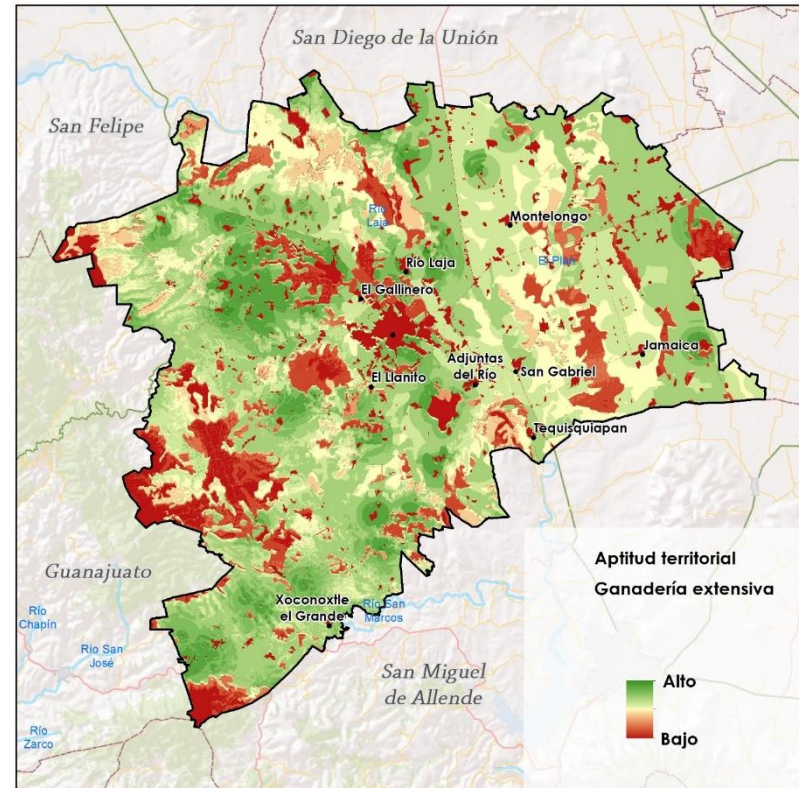 San Diego de la Unión
San Felipe
Montelongo
Río
Laja
El Plan
Río Laja
El Gallinero
Jamaica
Adjuntas
del Río
San Gabriel
El Llanito
Tequisquiapan
Aptitud territorial
Guanajuato
Ganadería extensiva
Xoconoxtle
el Grande
Río San
Marcos
Río
Chapín
Río San
José
San Miguel
de Allende
Alto
Río
Zarco
Bajo